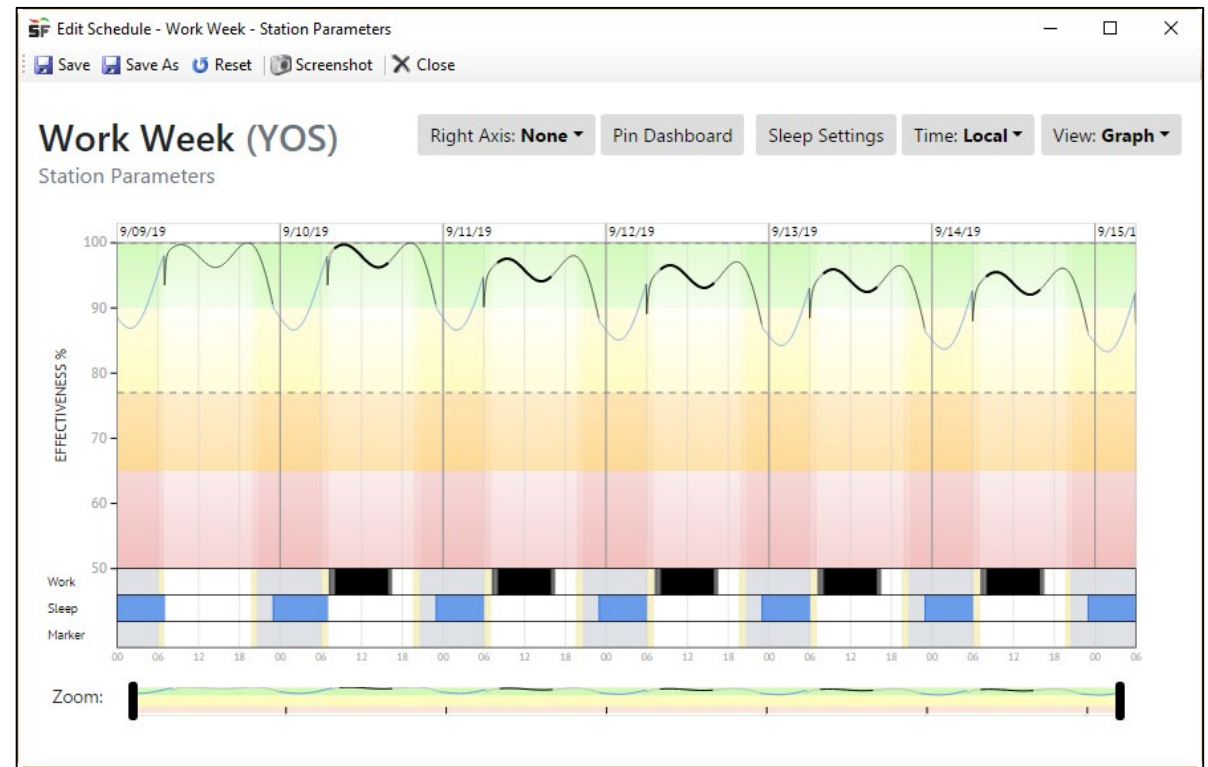 SF Edit Schedule - Work Week - Station Parameters
Save Save As Reset Screenshot Close
Work Week (YOS) Right Axis: None Pin Dashboard Sleep Settings Time: Local View: Graph
Station Parameters
9/09/19 9/10/19 9/11/19 9/12/19 9/13/19 9/14/19 9/15/1
100
90
80
EFFECTIVENESS %
70
60
50
Work
Sleep
Marker
00 06 12 18 00 06 12 18 00 06 12 18 00 06 12 18 00 06 12 18 00 06 12 18 00 06
Zoom: